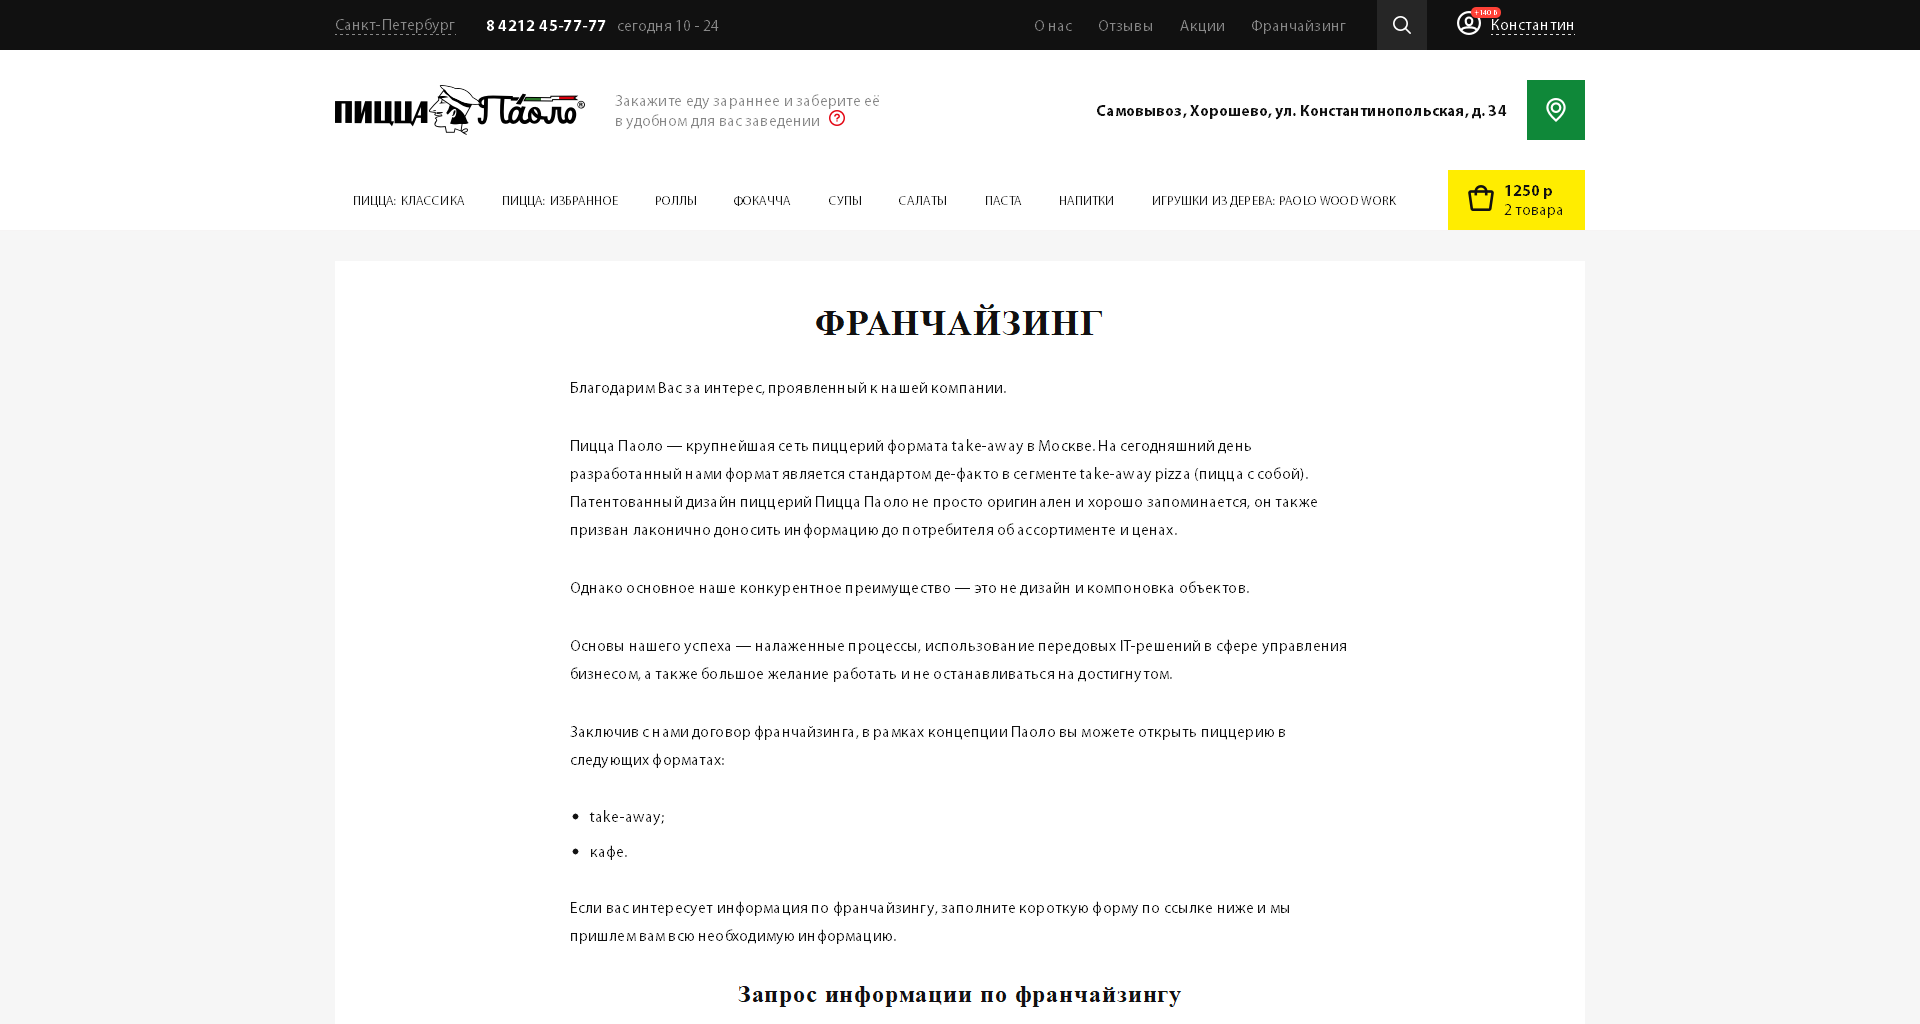 Санкт-Петербург 8 4212 45-77-77 сегодня 10 - 24 О нас Отзывы Акции Франчайзинг +140 Б Константин
ПИЦЦА Паоло ®
Закажите еду зараннее и заберите её
в удобном для вас заведении ?
Самовывоз, Хорошево, ул. Константинопольская, д. 34
ПИЦЦА: КЛАССИКА ПИЦЦА: ИЗБРАННОЕ РОЛЛЫ ФОКАЧЧА СУПЫ САЛАТЫ ПАСТА НАПИТКИ ИГРУШКИ ИЗ ДЕРЕВА: PAOLO WOOD WORK
1250 р
2 товара
ФРАНЧАЙЗИНГ
Благодарим Вас за интерес, проявленный к нашей компании.
Пицца Паоло — крупнейшая сеть пиццерий формата take-away в Москве. На сегодняшний день
разработанный нами формат является стандартом де-факто в сегменте take-away pizza (пицца с собой).
Патентованный дизайн пиццерий Пицца Паоло не просто оригинален и хорошо запоминается, он также
призван лаконично доносить информацию до потребителя об ассортименте и ценах.
Однако основное наше конкурентное преимущество — это не дизайн и компоновка объектов.
Основы нашего успеха — налаженные процессы, использование передовых IT-решений в сфере управления
бизнесом, а также большое желание работать и не останавливаться на достигнутом.
Заключив с нами договор франчайзинга, в рамках концепции Паоло вы можете открыть пиццерию в
следующих форматах:
• take-away;
• кафе.
Если вас интересует информация по франчайзингу, заполните короткую форму по ссылке ниже и мы
пришлем вам всю необходимую информацию.
Запрос информации по франчайзингу